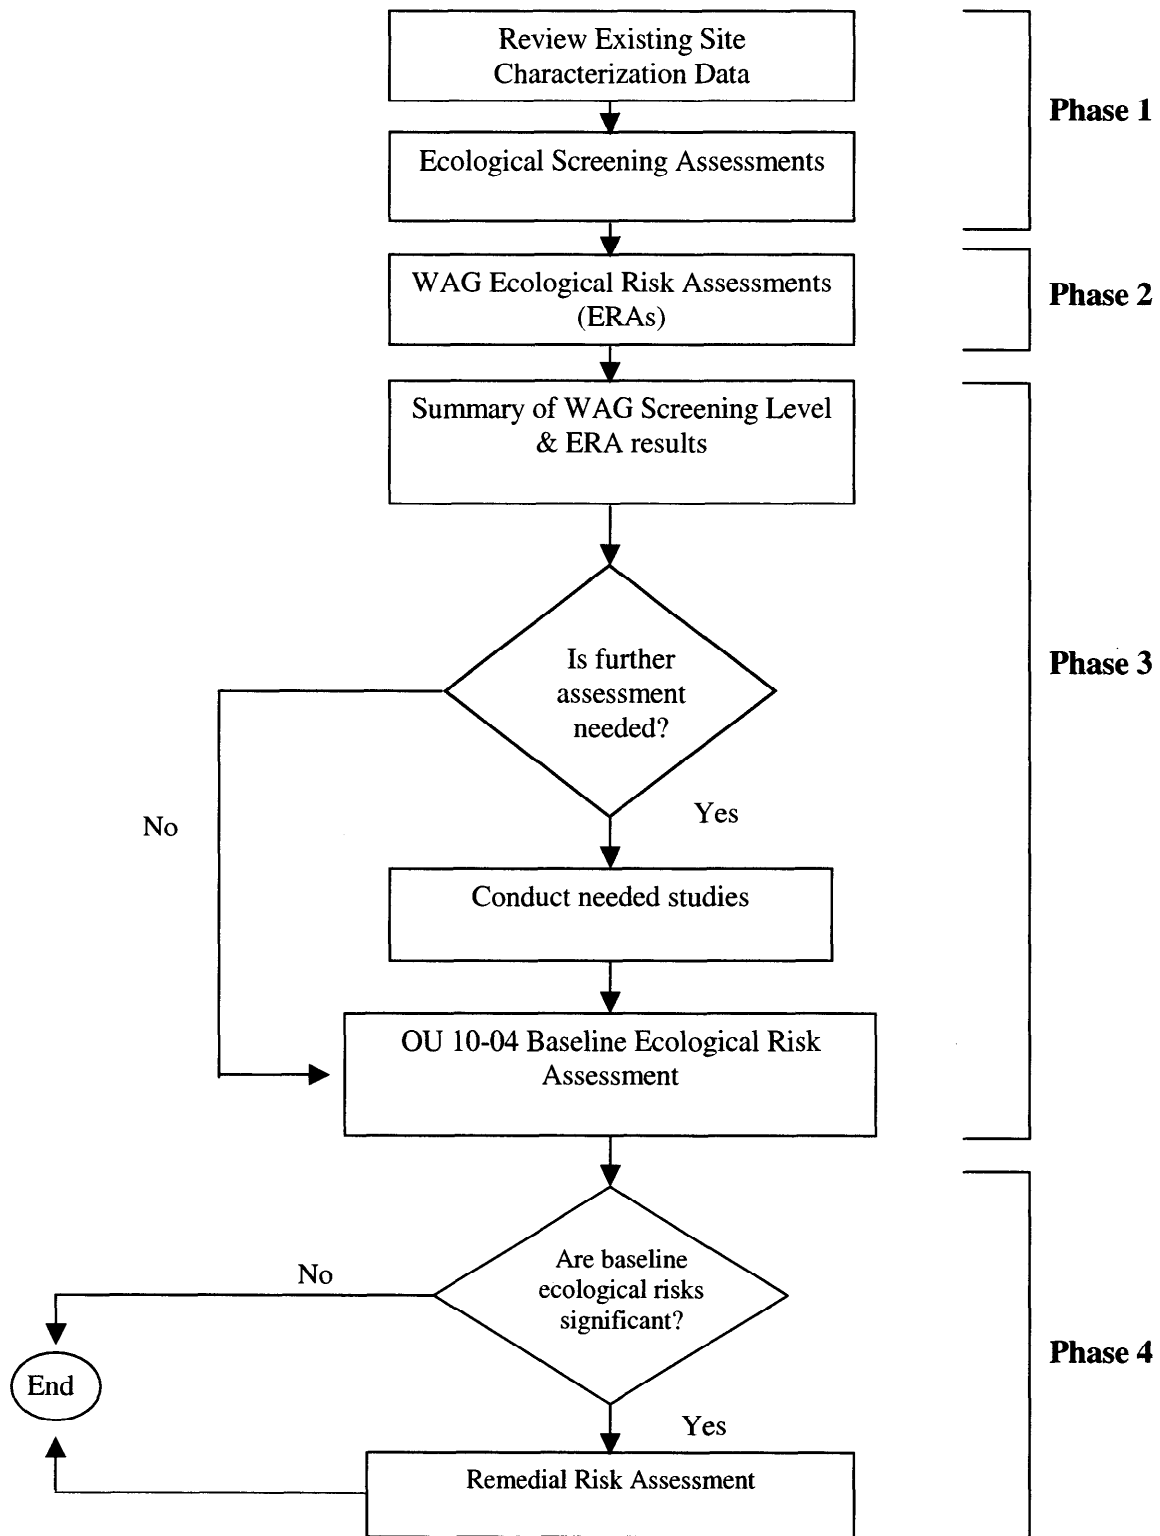 Review Existing Site
Characterization Data
Phase 1
Ecological Screening Assessments
WAG Ecological Risk Assessments
(ERAs)
Phase 2
Summary of WAG Screening Level
& ERA results
Is further
assessment
needed?
Phase 3
Yes
No
Conduct needed studies
OU 10-04 Baseline Ecological Risk
Assessment
Are baseline
ecological risks
significant?
No
Phase 4
End
Yes
Remedial Risk Assessment